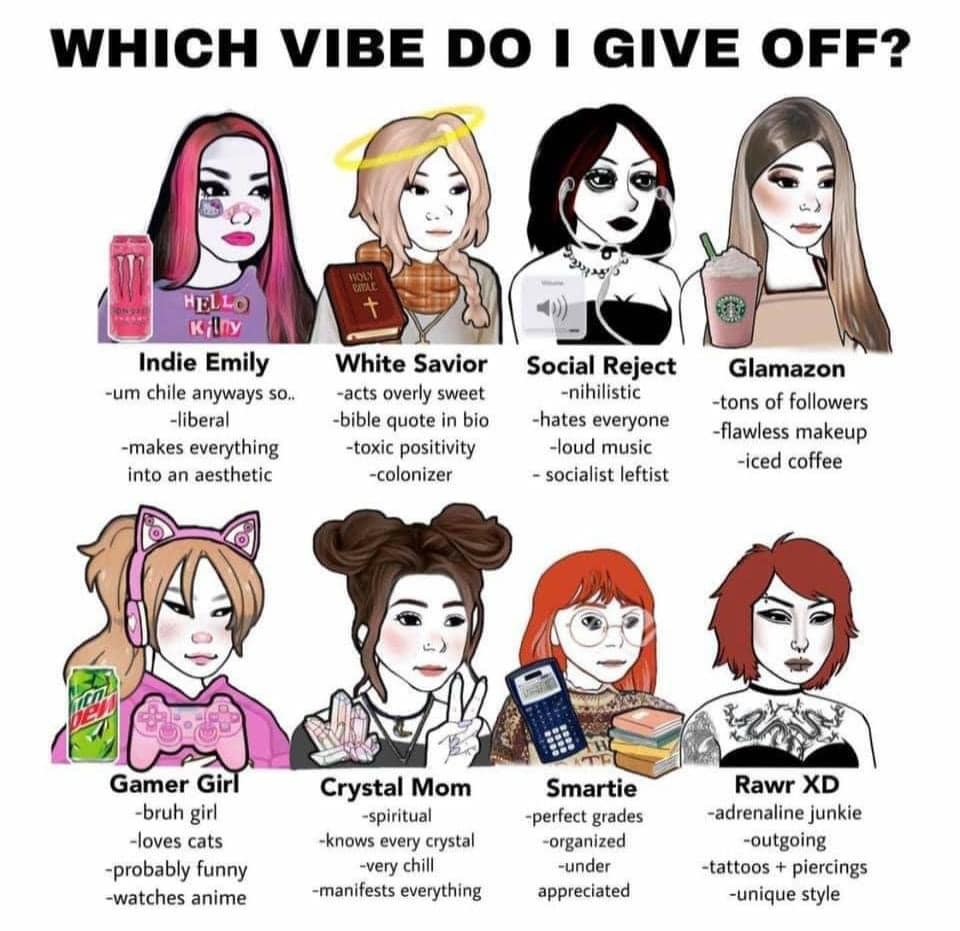 WHICH VIBE DO I GIVE OFF?
HELLO
Kitty
HOLY
BIBLE
Volume
Indie Emily
-um chile anyways so..
-liberal
-makes everything
into an aesthetic
White Savior
-acts overly sweet
-bible quote in bio
-toxic positivity
-colonizer
Social Reject
-nihilistic
-hates everyone
-loud music
- socialist leftist
Glamazon
-tons of followers
-flawless makeup
-iced coffee
Gamer Girl
-bruh girl
-loves cats
-probably funny
-watches anime
Crystal Mom
-spiritual
-knows every crystal
-very chill
-manifests everything
Smartie
-perfect grades
-organized
-under
appreciated
Rawr XD
-adrenaline junkie
-outgoing
-tattoos + piercings
-unique style